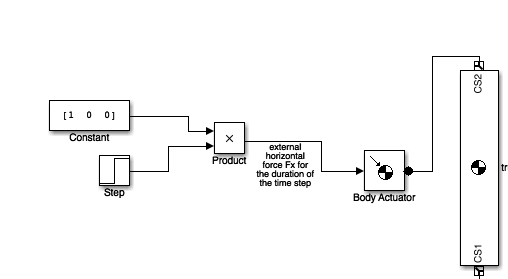 [1 0 0]
Constant
Step
×
Product
external
horizontal
force Fx for
the duration of
the time step
Body Actuator
CS2
tr
CS1